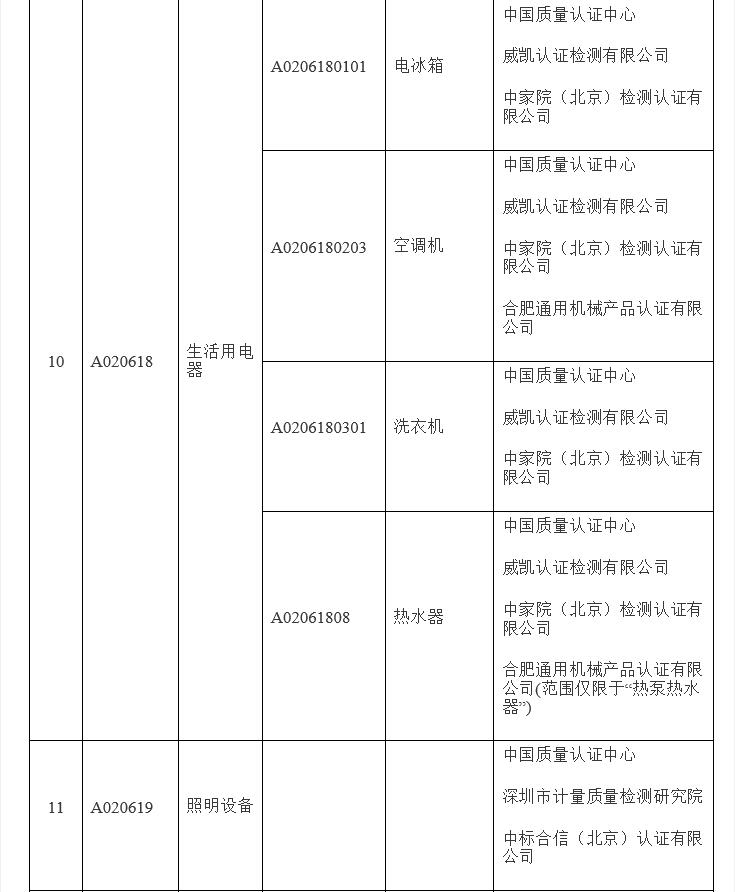 中国质量认证中心
威凯认证检测有限公司
A0206180101
电冰箱
中家院（北京）检测认证有
限公司
中国质量认证中心
威凯认证检测有限公司
A0206180203
空调机
中家院（北京）检测认证有
限公司
合肥通用机械产品认证有限
公司
10
A020618
生活用电
器
中国质量认证中心
威凯认证检测有限公司
A0206180301
洗衣机
中家院（北京）检测认证有
限公司
中国质量认证中心
威凯认证检测有限公司
A02061808
热水器
中家院（北京）检测认证有
限公司
合肥通用机械产品认证有限
公司(范围仅限于“热泵热水
器”)
11
A020619
照明设备
中国质量认证中心
深圳市计量质量检测研究院
中标合信（北京）认证有限
公司